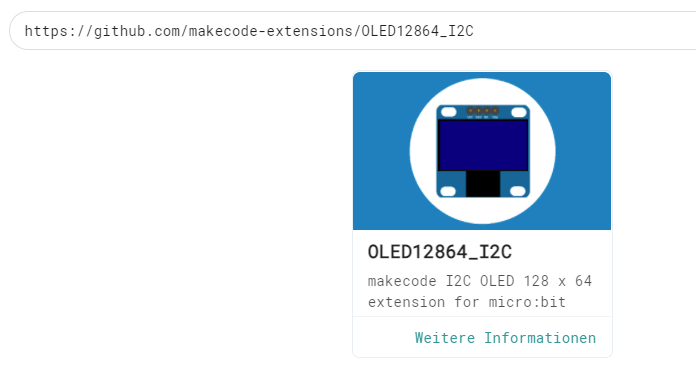 https://github.com/makecode-extensions/OLED12864_I2C
OLED12864_I2C
makecode I2C OLED 128 x 64
extension for micro:bit
Weitere Informationen